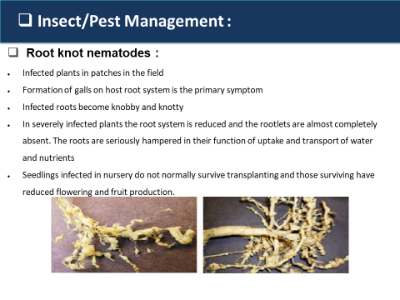 ❑ Insect/Pest Management :
❑ Root knot nematodes :
• Infected plants in patches in the field
• Formation of galls on host root system is the primary symptom
• Infected roots become knobby and knotty
• In severely infected plants the root system is reduced and the rootlets are almost completely
absent. The roots are seriously hampered in their function of uptake and transport of water
and nutrients
• Seedlings infected in nursery do not normally survive transplanting and those surviving have
reduced flowering and fruit production.